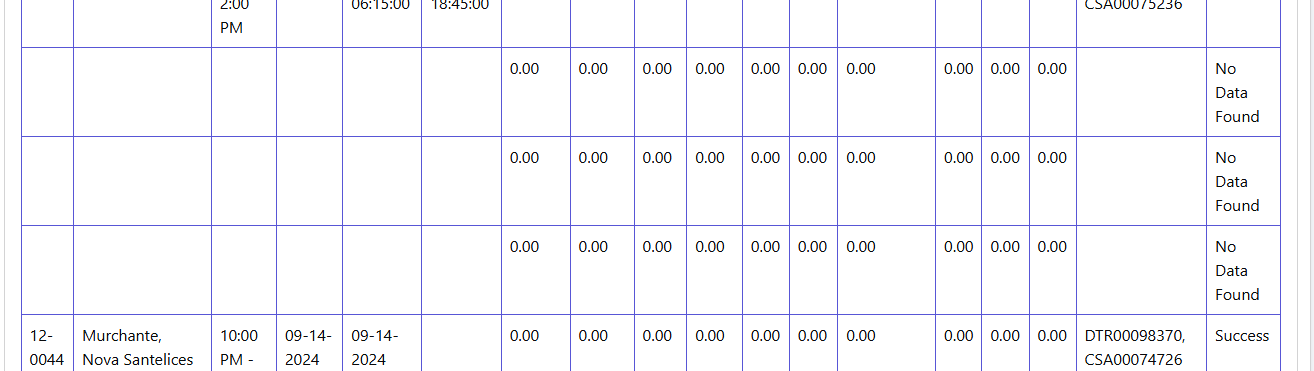 2:00 06:15:00 18:45:00 CSA00075236
PM
0.00 0.00 0.00 0.00 0.00 0.00 0.00 0.00 0.00 0.00 No
Data
Found
0.00 0.00 0.00 0.00 0.00 0.00 0.00 0.00 0.00 0.00 No
Data
Found
0.00 0.00 0.00 0.00 0.00 0.00 0.00 0.00 0.00 0.00 No
Data
Found
12- Murchante, 10:00 09-14- 09-14- 0.00 0.00 0.00 0.00 0.00 0.00 0.00 0.00 0.00 0.00 DTR00098370, Success
0044 Nova Santelices PM - 2024 2024 CSA00074726